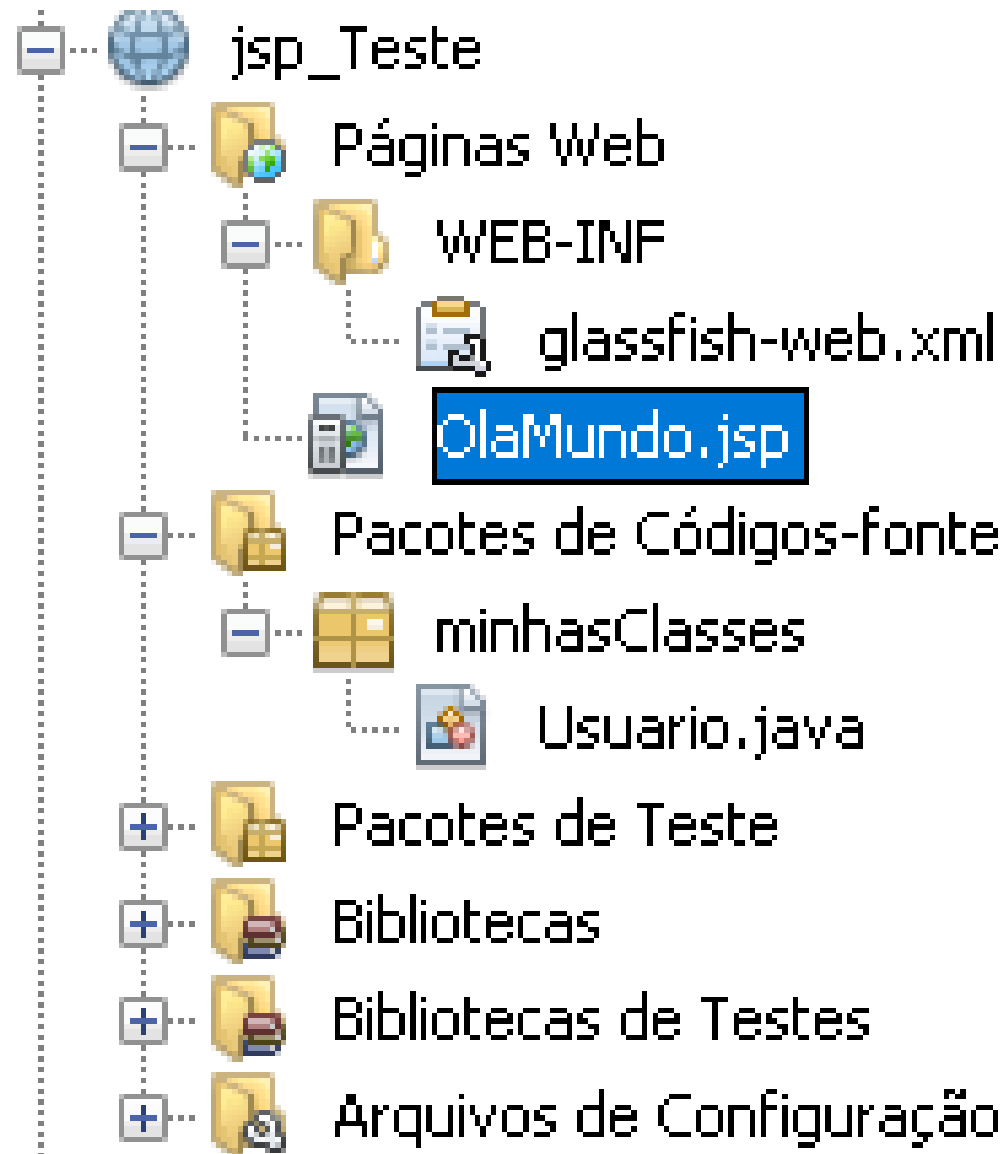 jsp_Teste
Páginas Web
WEB-INF
glassfish-web.xml
OlaMundo.jsp
Pacotes de Códigos-fonte
minhasClasses
Usuario.java
Pacotes de Teste
Bibliotecas
Bibliotecas de Testes
Arquivos de Configuração